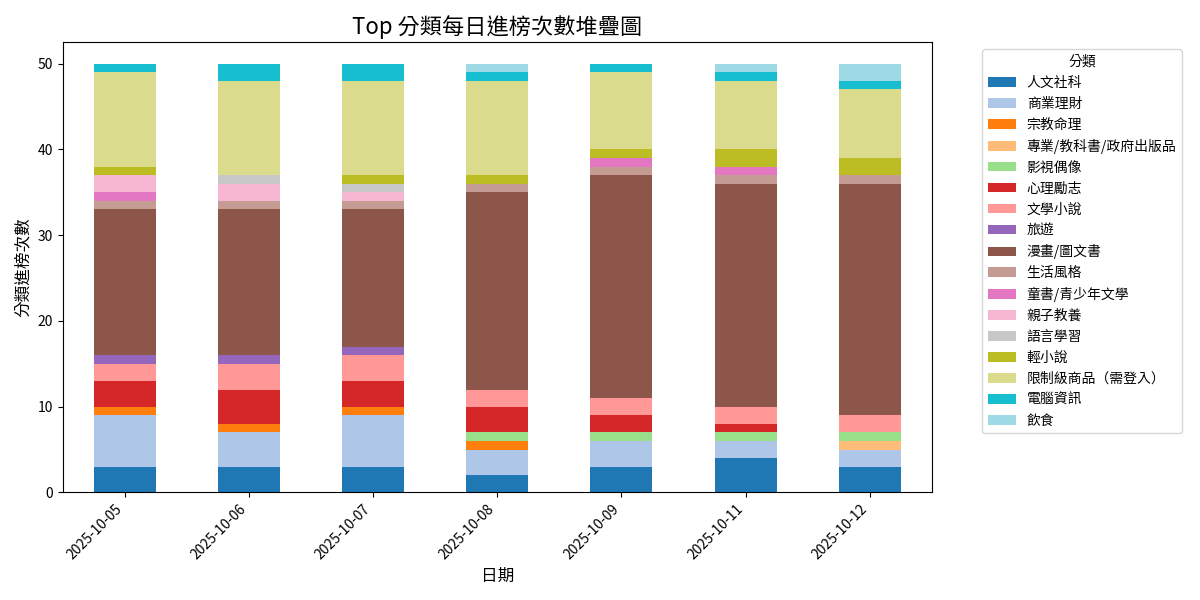 Top 分類每日進榜次數堆疊圖
分類進榜次數
50
40
30
20
10
0
2025-10-05
2025-10-06
2025-10-07
2025-10-08
2025-10-09
2025-10-11
2025-10-12
日期
分類
人文社科
商業理財
宗教命理
專業/教科書/政府出版品
影視偶像
心理勵志
文學小說
旅遊
漫畫/圖文書
生活風格
童書/青少年文學
親子教養
語言學習
輕小說
限制級商品（需登入）
電腦資訊
飲食